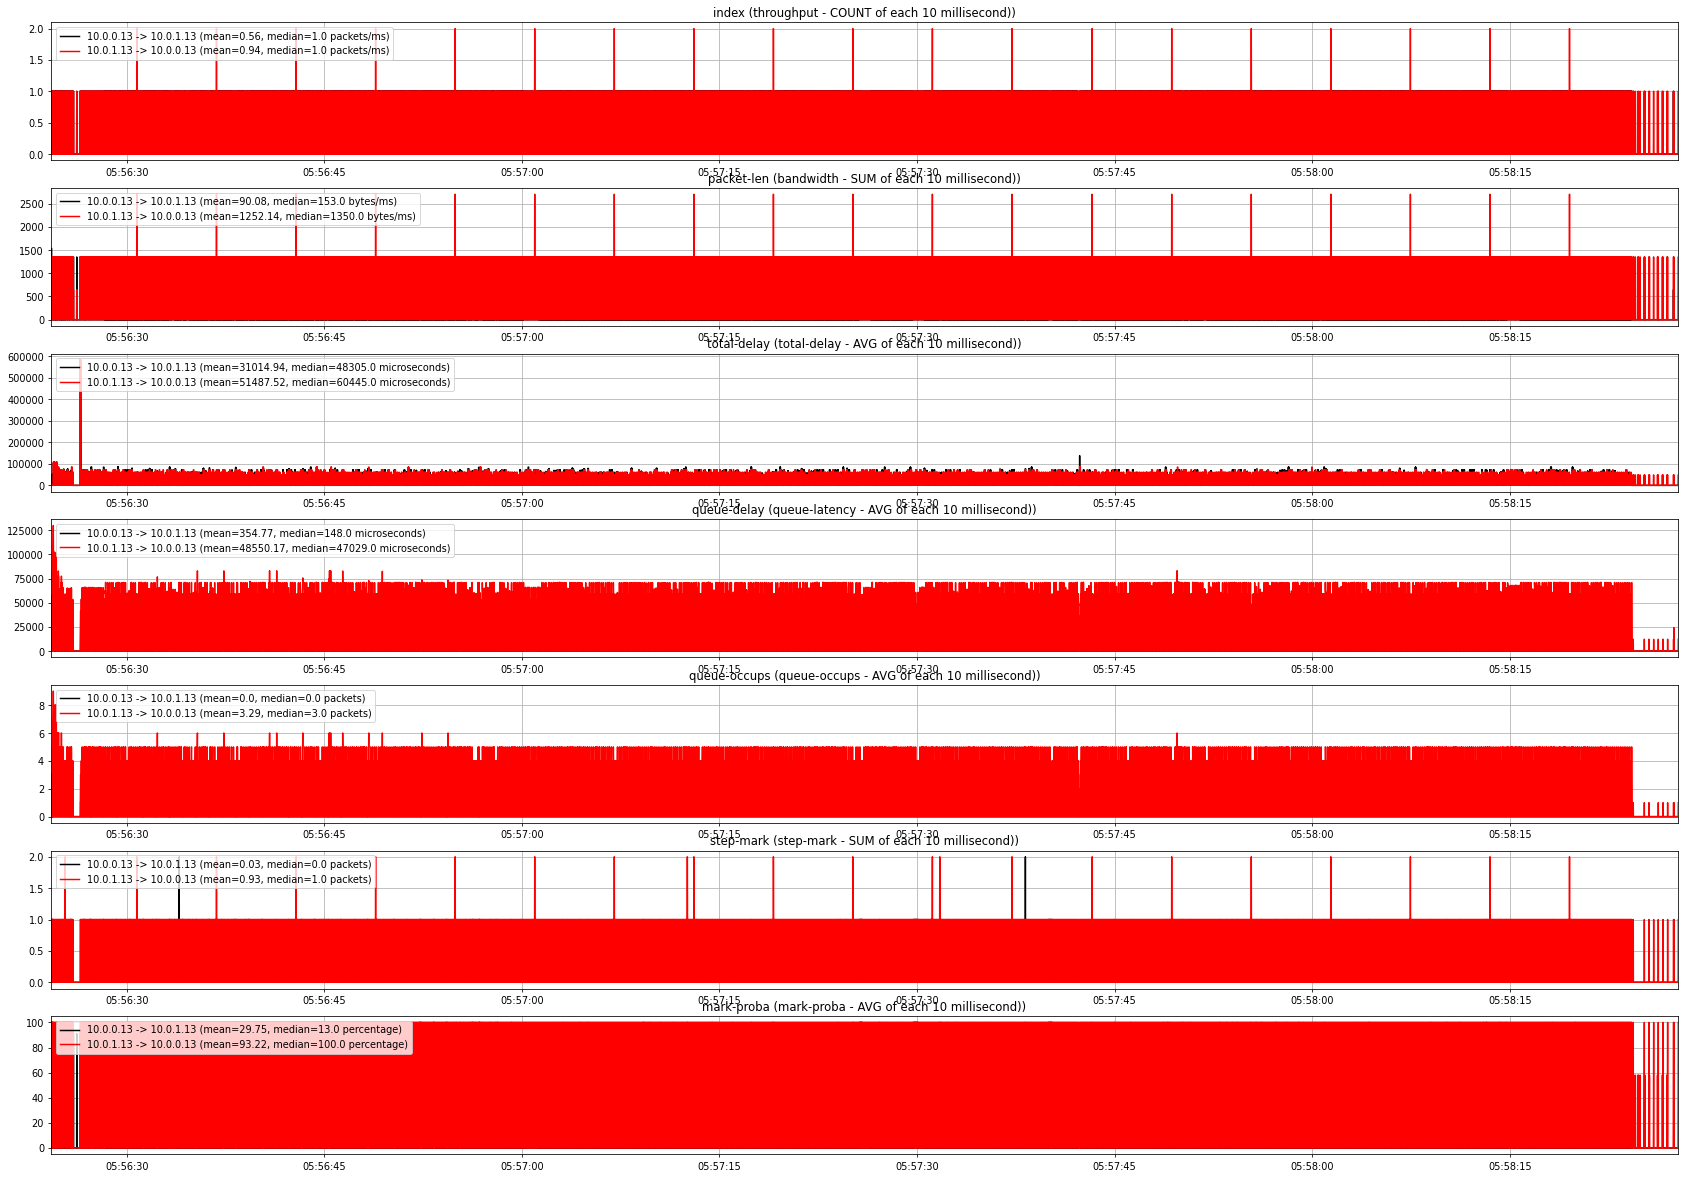 index (throughput - COUNT of each 10 millisecond))
2.0
1.5
1.0
0.5
0.0
10.0.0.13 -> 10.0.1.13 (mean=0.56, median=1.0 packets/ms)
10.0.1.13 -> 10.0.0.13 (mean=0.94, median=1.0 packets/ms)
05:56:30 05:56:45 05:57:00 05:57:15 05:57:30 05:57:45 05:58:00 05:58:15
packet-len (bandwidth - SUM of each 10 millisecond))
2500
2000
1500
1000
500
0
10.0.0.13 -> 10.0.1.13 (mean=90.08, median=153.0 bytes/ms)
10.0.1.13 -> 10.0.0.13 (mean=1252.14, median=1350.0 bytes/ms)
05:56:30 05:56:45 05:57:00 05:57:15 05:57:30 05:57:45 05:58:00 05:58:15
total-delay (total-delay - AVG of each 10 millisecond))
600000
500000
400000
300000
200000
100000
0
10.0.0.13 -> 10.0.1.13 (mean=31014.94, median=48305.0 microseconds)
10.0.1.13 -> 10.0.0.13 (mean=51487.52, median=60445.0 microseconds)
05:56:30 05:56:45 05:57:00 05:57:15 05:57:30 05:57:45 05:58:00 05:58:15
queue-delay (queue-latency - AVG of each 10 millisecond))
125000
100000
75000
50000
25000
0
10.0.0.13 -> 10.0.1.13 (mean=354.77, median=148.0 microseconds)
10.0.1.13 -> 10.0.0.13 (mean=48550.17, median=47029.0 microseconds)
05:56:30 05:56:45 05:57:00 05:57:15 05:57:30 05:57:45 05:58:00 05:58:15
queue-occups (queue-occups - AVG of each 10 millisecond))
8
6
4
2
0
10.0.0.13 -> 10.0.1.13 (mean=0.0, median=0.0 packets)
10.0.1.13 -> 10.0.0.13 (mean=3.29, median=3.0 packets)
05:56:30 05:56:45 05:57:00 05:57:15 05:57:30 05:57:45 05:58:00 05:58:15
step-mark (step-mark - SUM of each 10 millisecond))
2.0
1.5
1.0
0.5
0.0
10.0.0.13 -> 10.0.1.13 (mean=0.03, median=0.0 packets)
10.0.1.13 -> 10.0.0.13 (mean=0.93, median=1.0 packets)
05:56:30 05:56:45 05:57:00 05:57:15 05:57:30 05:57:45 05:58:00 05:58:15
mark-proba (mark-proba - AVG of each 10 millisecond))
100
80
60
40
20
0
10.0.0.13 -> 10.0.1.13 (mean=29.75, median=13.0 percentage)
10.0.1.13 -> 10.0.0.13 (mean=93.22, median=100.0 percentage)
05:56:30 05:56:45 05:57:00 05:57:15 05:57:30 05:57:45 05:58:00 05:58:15